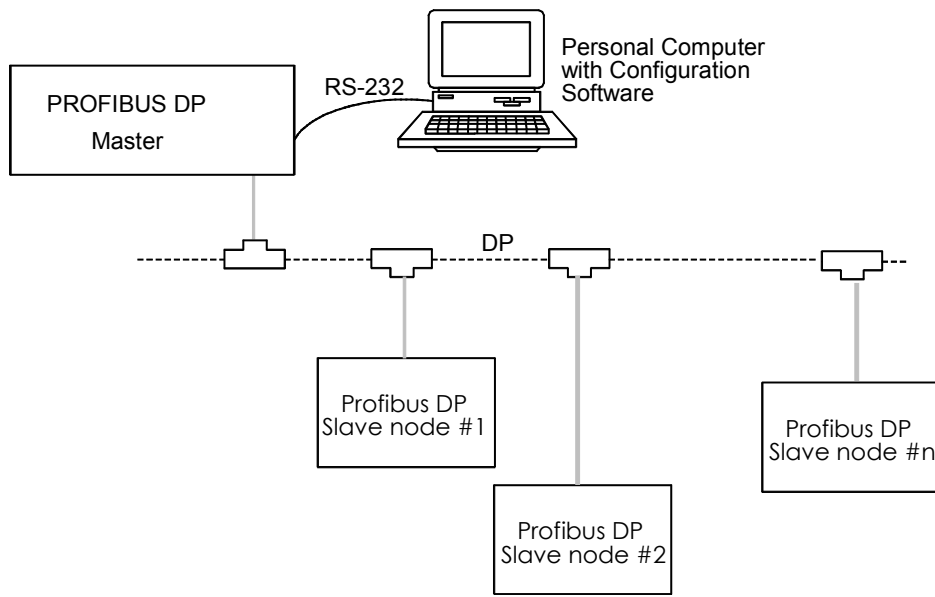 PROFIBUS DP
Master
RS-232
Personal Computer
with Configuration
Software
DP
Profibus DP
Slave node #1
Profibus DP
Slave node #2
Profibus DP
Slave node #n